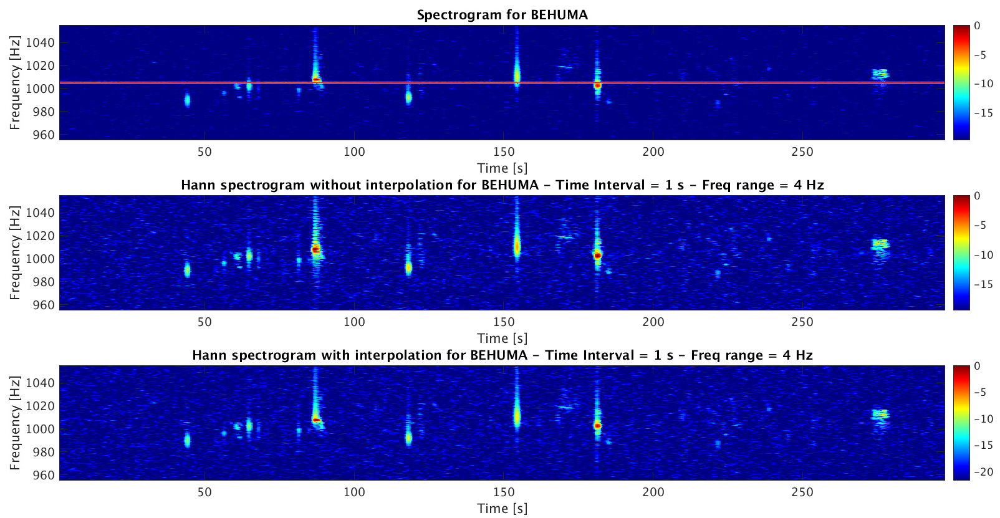 Spectrogram for BEHUMA
Frequency [Hz]
1040
1020
1000
980
960
50 100 150 200 250
Time [s]
0
−5
−10
−15
Hann spectrogram without interpolation for BEHUMA – Time Interval = 1 s – Freq range = 4 Hz
Frequency [Hz]
1040
1020
1000
980
960
50 100 150 200 250
Time [s]
0
−5
−10
−15
Hann spectrogram with interpolation for BEHUMA – Time Interval = 1 s – Freq range = 4 Hz
Frequency [Hz]
1040
1020
1000
980
960
50 100 150 200 250
Time [s]
0
−5
−10
−15
−20